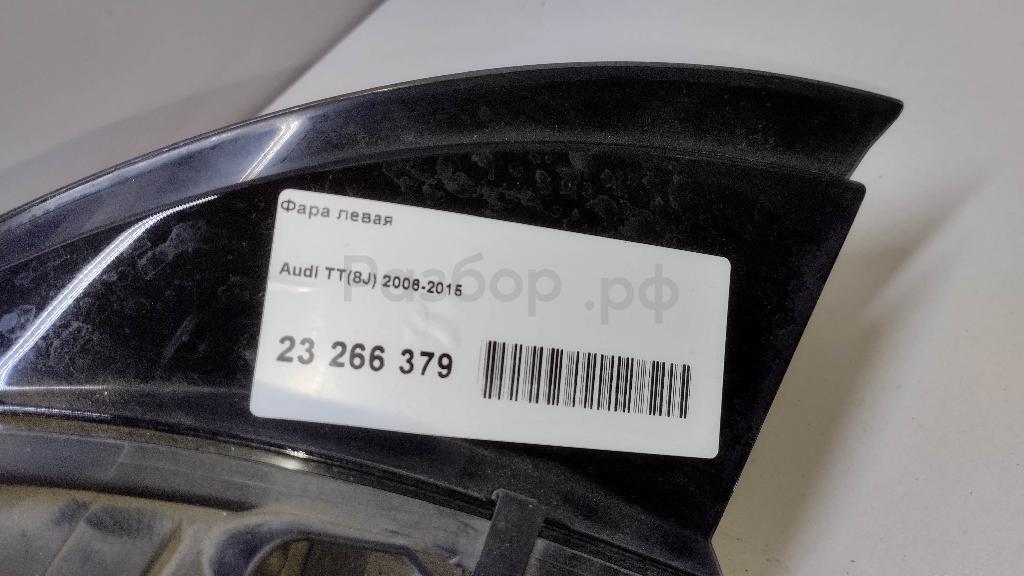 Фара левая
Audi TT(8J) 2006-2015
Разбор.рф
23 266 379